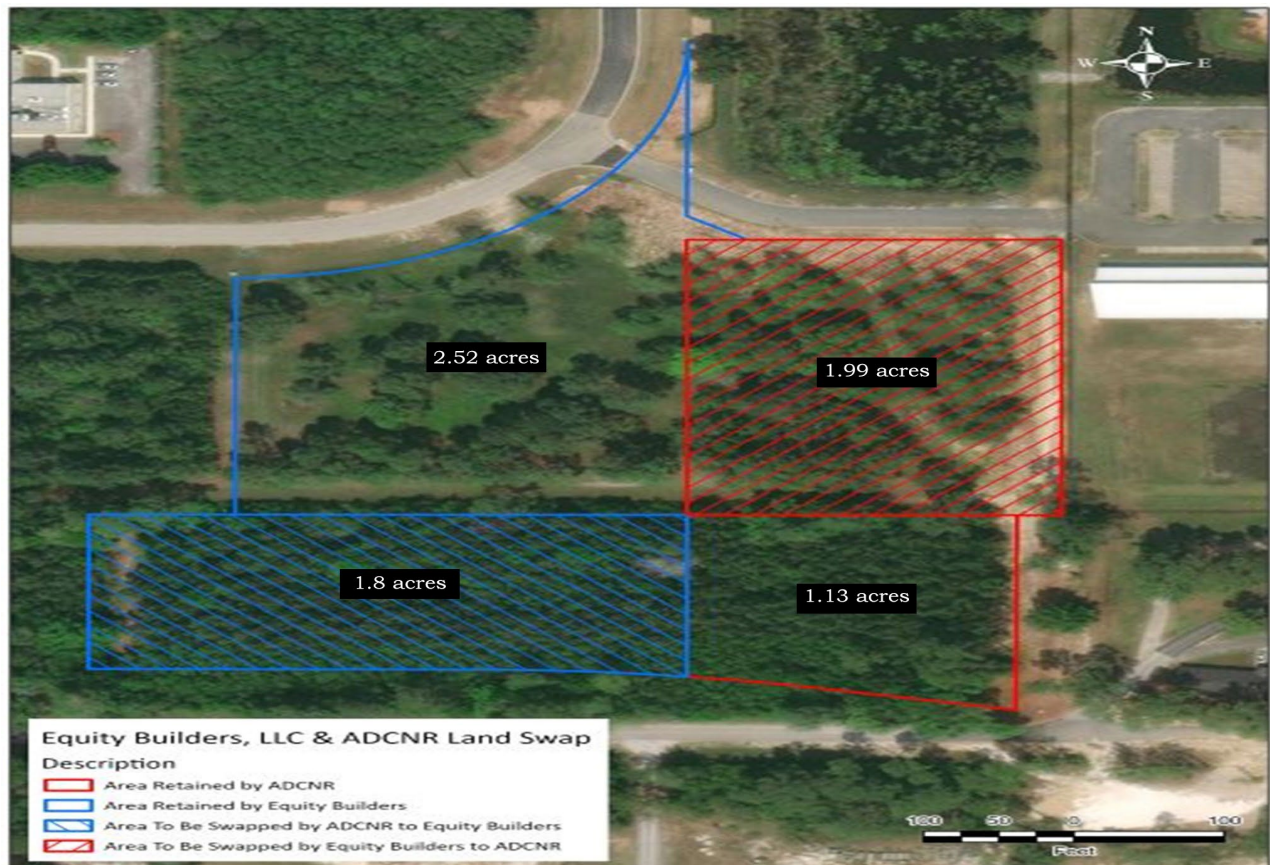 N
W E
S
2.52 acres
1.99 acres
1.8 acres
1.13 acres
Equity Builders, LLC & ADCNR Land Swap
Description
Area Retained by ADCNR
Area Retained by Equity Builders
Area To Be Swapped by ADCNR to Equity Builders
Area To Be Swapped by Equity Builders to ADCNR
100 50 0 100
Feet